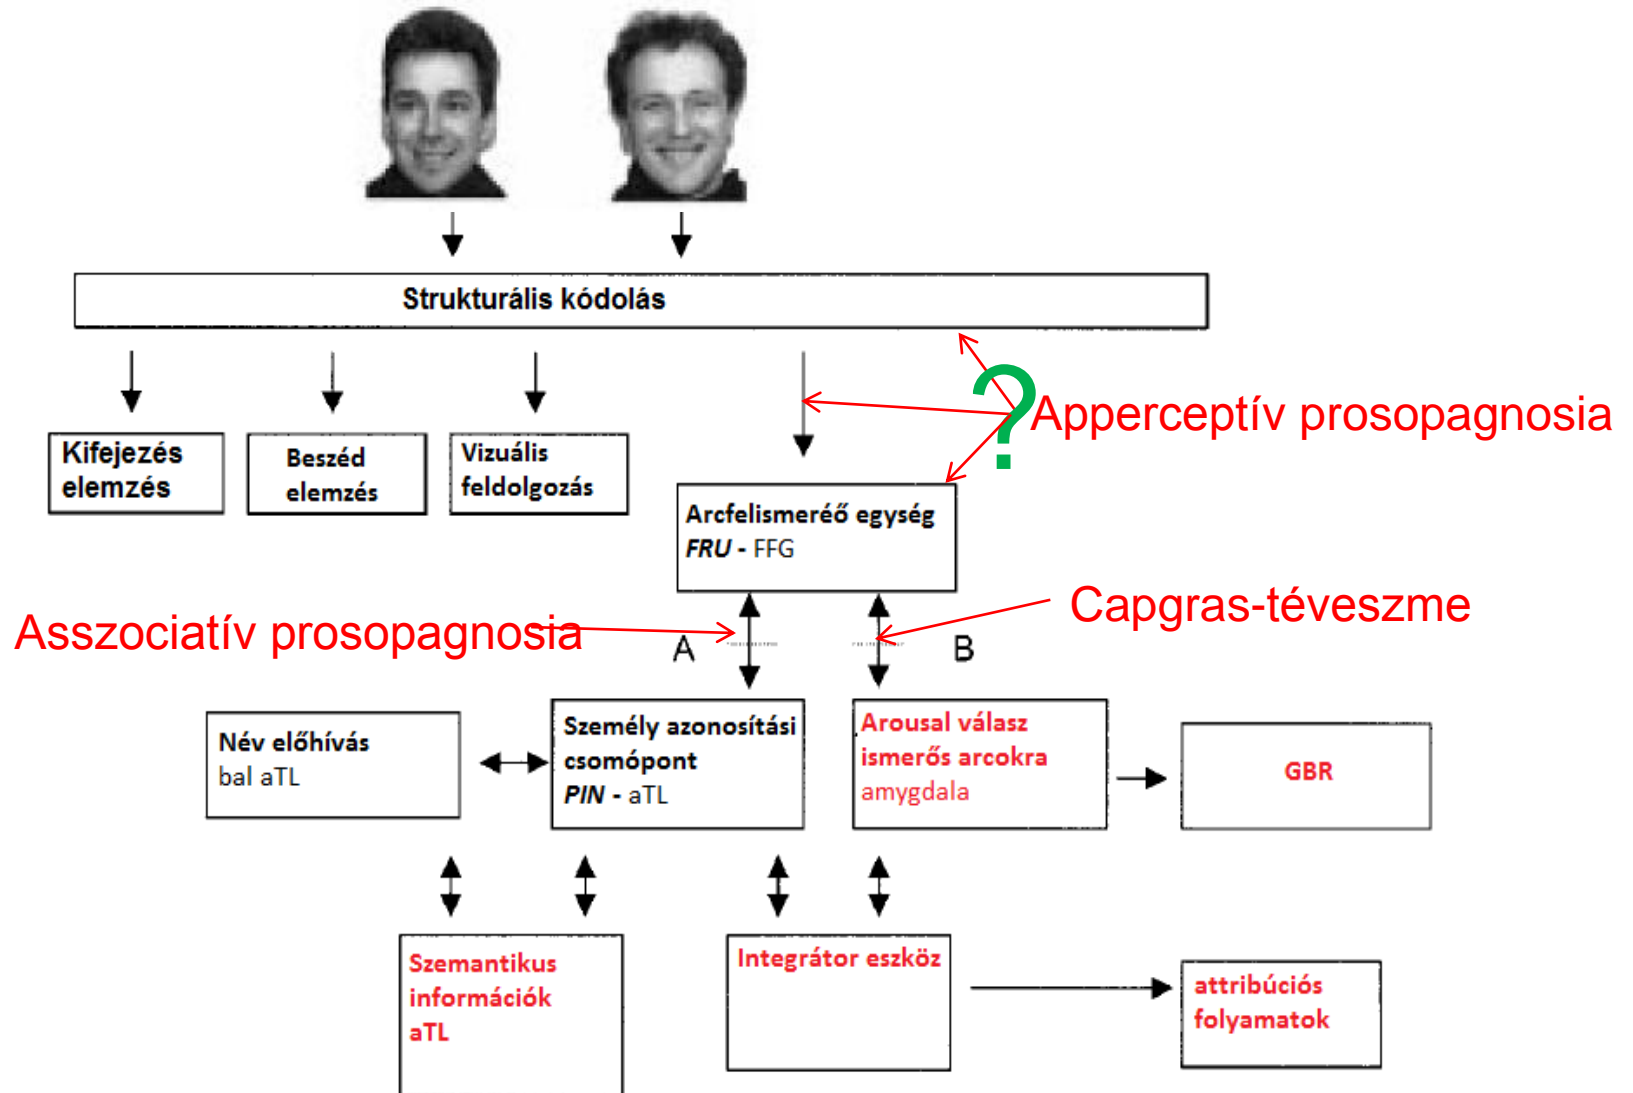 Strukturális kódolás
?
Apperceptív prosopagnosia
Kifejezés
elemzés
Beszéd
elemzés
Vizuális
feldolgozás
Arcfelismeréő egység
FRU - FFG
Asszociatív prosopagnosia
A
B
Capgras-téveszme
Név előhívás
bal aTL
Személy azonosítási
csomópont
PIN - aTL
Arousal válasz
ismerős arcokra
amygdala
GBR
Szemantikus
információk
aTL
Integrátor eszköz
attribúciós
folyamatok